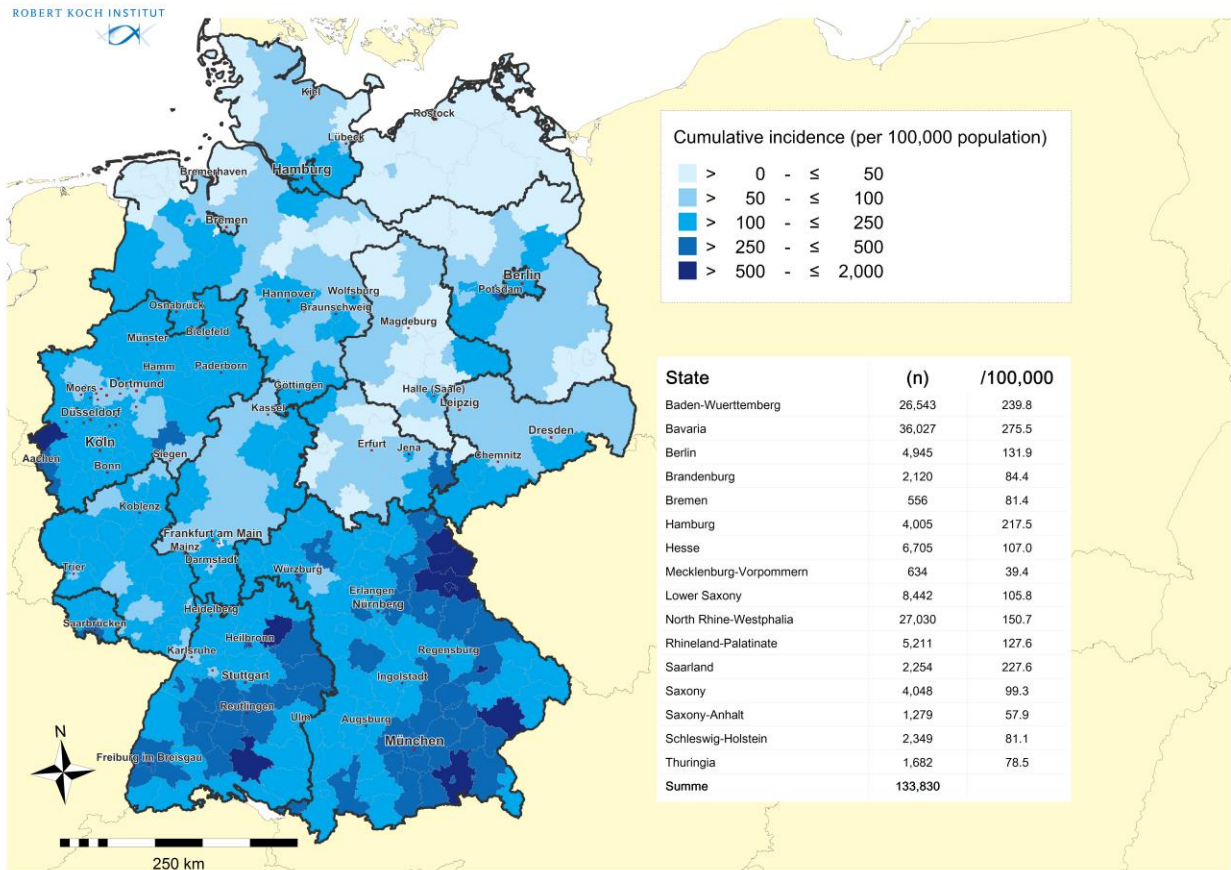 ROBERT KOCH INSTITUT
Kiel
Rostock
Lübeck
Hamburg
Bremerhaven
Bremen
Berlin
Potsdam
Hannover
Wolfsburg
Braunschweig
Osnabrück
Magdeburg
Bielefeld
Münster
Hamm
Paderborn
Moers
Dortmund
Göttingen
Halle (Saale)
Leipzig
Kassel
Düsseldorf
Dresden
Köln
Erfurt
Jena
Chemnitz
Aachen
Siegen
Bonn
Koblenz
Frankfurt am Main
Mainz
Darmstadt
Trier
Würzburg
Erlangen
Nürnberg
Heidelberg
Saarbrücken
Heilbronn
Karlsruhe
Regensburg
Stuttgart
Ingolstadt
Reutlingen
Ulm
Augsburg
München
Freiburg im Breisgau
N
250 km
Cumulative incidence (per 100,000 population)
> 0 - ≤ 50
> 50 - ≤ 100
> 100 - ≤ 250
> 250 - ≤ 500
> 500 - ≤ 2,000
State (n) /100,000
Baden-Wuerttemberg 26,543 239.8
Bavaria 36,027 275.5
Berlin 4,945 131.9
Brandenburg 2,120 84.4
Bremen 556 81.4
Hamburg 4,005 217.5
Hesse 6,705 107.0
Mecklenburg-Vorpommern 634 39.4
Lower Saxony 8,442 105.8
North Rhine-Westphalia 27,030 150.7
Rhineland-Palatinate 5,211 127.6
Saarland 2,254 227.6
Saxony 4,048 99.3
Saxony-Anhalt 1,279 57.9
Schleswig-Holstein 2,349 81.1
Thuringia 1,682 78.5
Summe 133,830